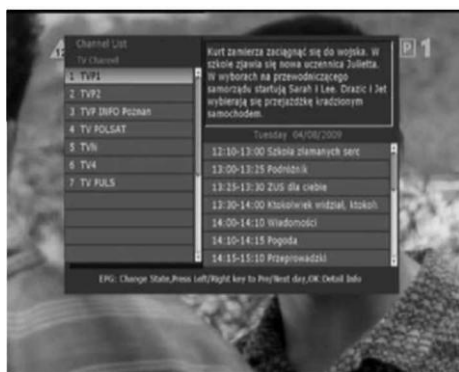 Channel List
TV Channel
1 TVP1
2 TVP2
3 TVP INFO Poznan
4 TV POLSAT
5 TVN
6 TV4
7 TV PULS
Kurt zamierza zaciągnąć się do wojska. W
szkole zjawia się nowa uczennica Julietta.
W wyborach na przewodniczącego
samorządu startują Sarah i Lee. Drazic i Jet
wybierają się przejażdżkę kradzionym
samochodem.
P 1
Tuesday 04/08/2009
12:10-13:00 Szkoła złamanych serc
13:00-13:25 Podróżnik
13:25-13:30 ZUS dla ciebie
13:30-14:00 Ktokolwiek widział, ktokolw
14:00-14:10 Wiadomości
14:10-14:15 Pogoda
14:15-15:10 Przeprowadzki
EPG: Change State,Press Left/Right key to Pre/Next day,OK:Detail Info